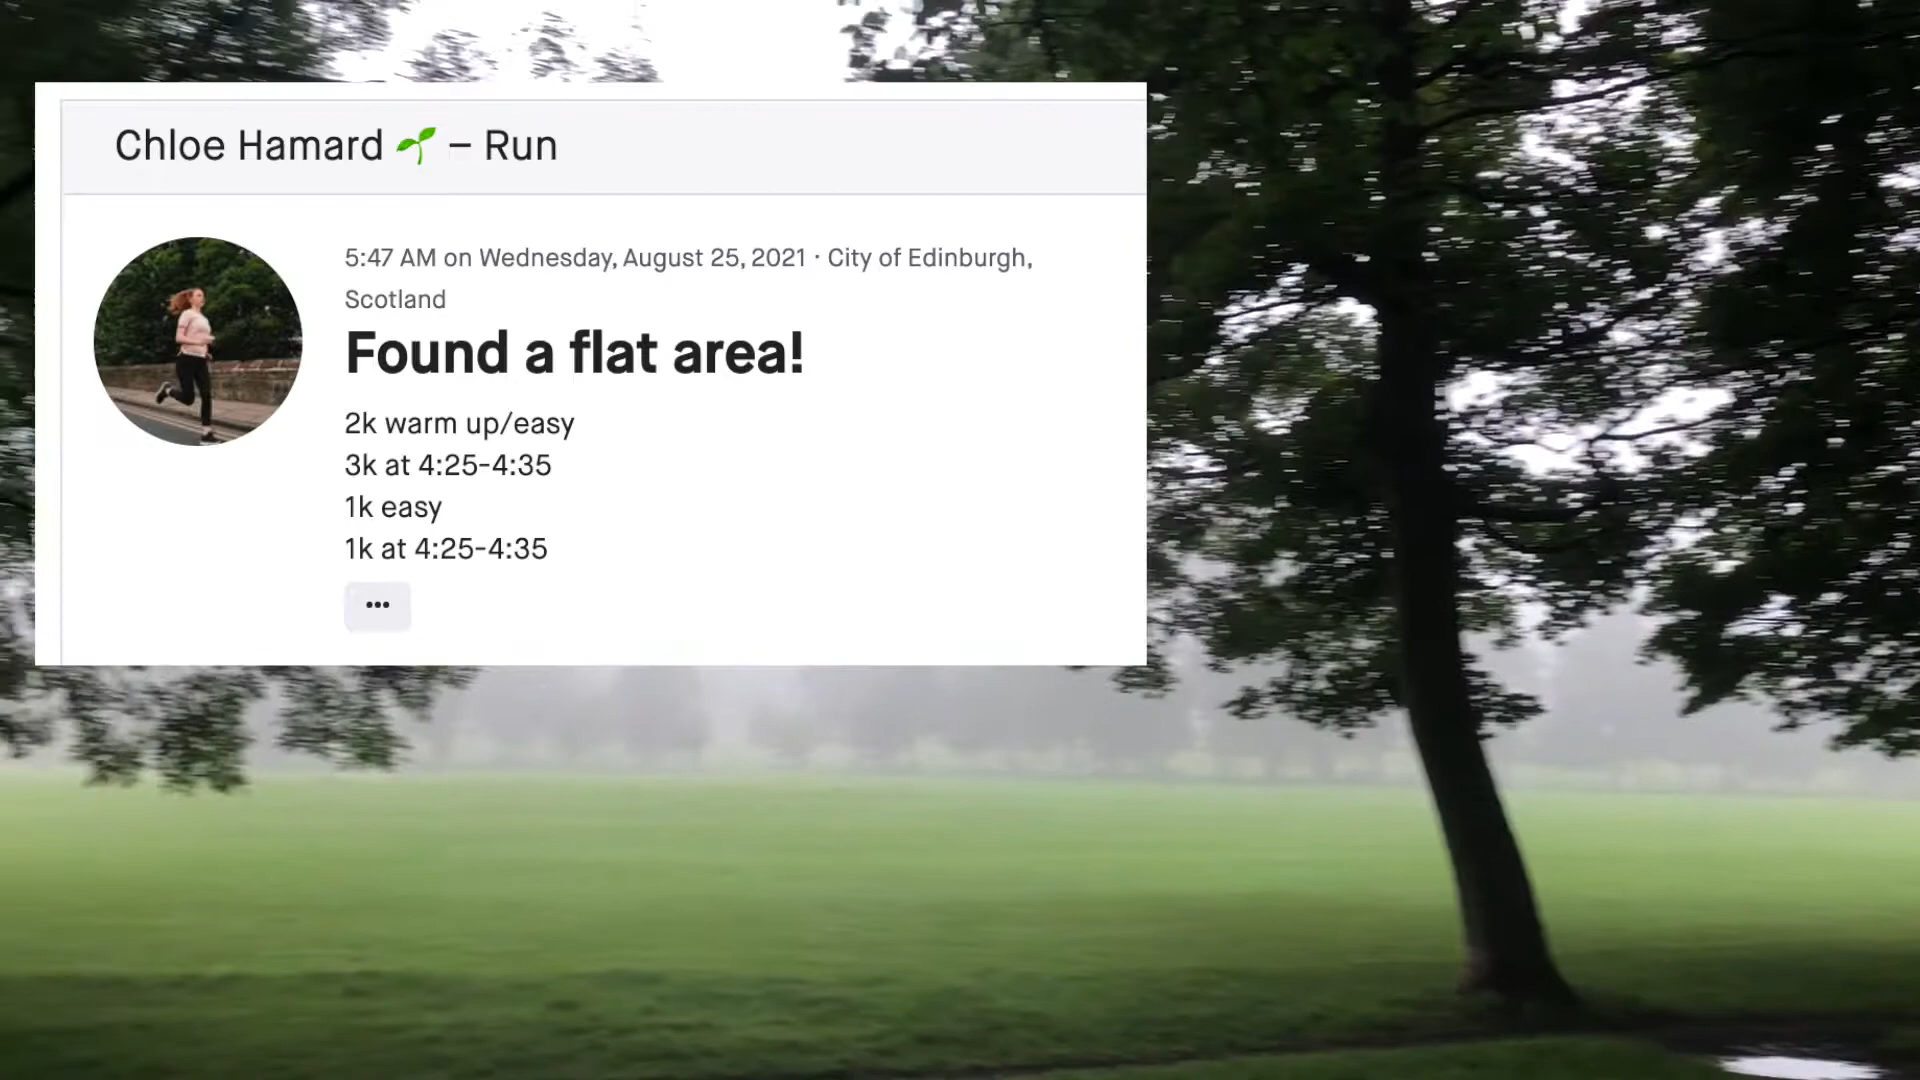 Chloe Hamard 🌱 – Run
5:47 AM on Wednesday, August 25, 2021 · City of Edinburgh,
Scotland
Found a flat area!
2k warm up/easy
3k at 4:25-4:35
1k easy
1k at 4:25-4:35
•••